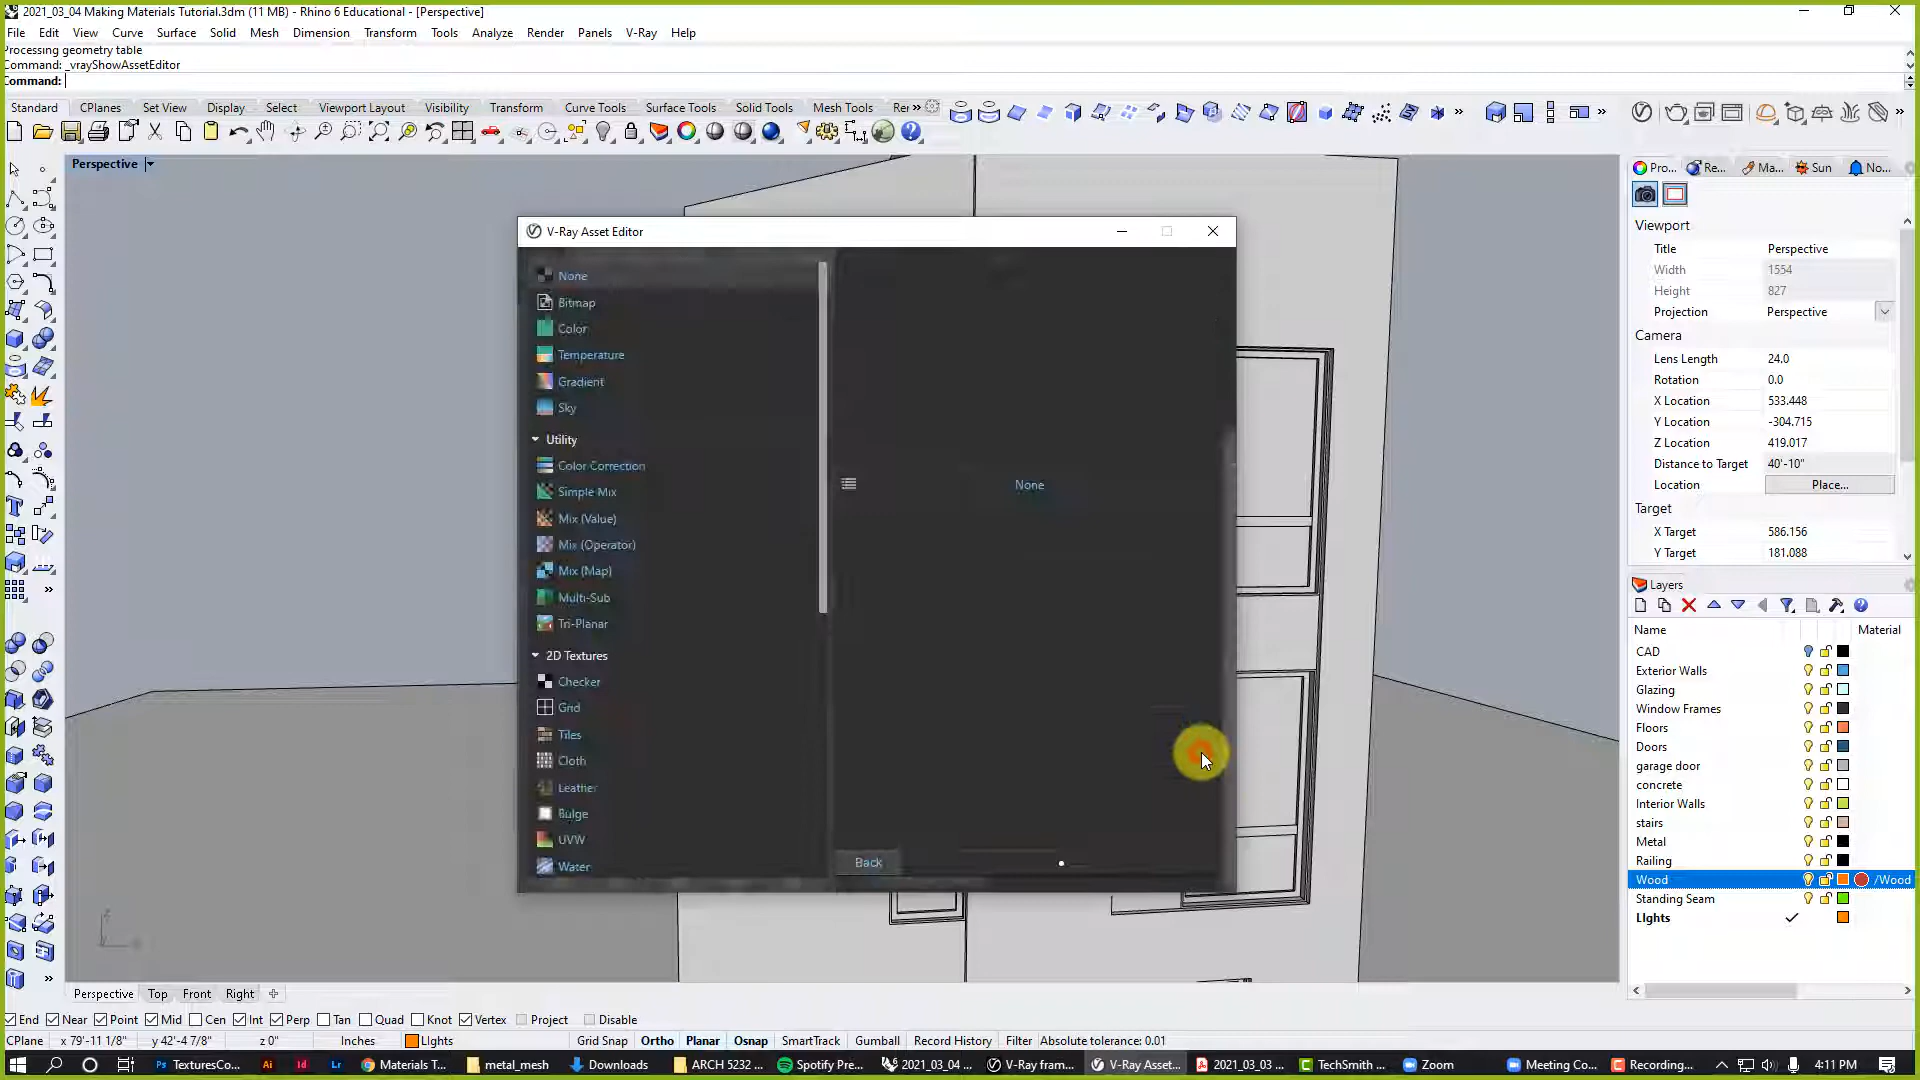 2021_03_04 Making Materials Tutorial.3dm (11 MB) - Rhino 6 Educational - [Perspective]
File Edit View Curve Surface Solid Mesh Dimension Transform Tools Analyze Render Panels V-Ray Help
Processing geometry table
Command: _vrayShowAssetEditor
Command:
Standard CPlanes Set View Display Select Viewport Layout Visibility Transform Curve Tools Surface Tools Solid Tools Mesh Tools Rer »
Perspective
Pro... Re... Ma... Sun No...
V-Ray Asset Editor
None
Bitmap
Color
Temperature
Gradient
Sky
Utility
Color Correction
Simple Mix
Mix (Value)
Mix (Operator)
Mix (Map)
Multi-Sub
Tri-Planar
2D Textures
Checker
Grid
Tiles
Cloth
Leather
Bulge
UVW
Water
None
Back
Viewport
Title Perspective
Width 1554
Height 827
Projection Perspective
Camera
Lens Length 24.0
Rotation 0.0
X Location 533.448
Y Location -304.715
Z Location 419.017
Distance to Target 40'-10"
Location Place...
Target
X Target 586.156
Y Target 181.088
Layers
Name Material
CAD
Exterior Walls
Glazing
Window Frames
Floors
Doors
garage door
concrete
Interior Walls
stairs
Metal
Railing
Wood /Wood
Standing Seam
LIghts
Perspective Top Front Right
End Near Point Mid Cen Int Perp Tan Quad Knot Vertex Project Disable
CPlane x 79'-11 1/8" y 42'-4 7/8" z 0" Inches LIghts Grid Snap Ortho Planar Osnap SmartTrack Gumball Record History Filter Absolute tolerance: 0.01
TexturesCo... Materials T... metal_mesh Downloads ARCH 5232 ... Spotify Pre... 2021_03_04 ... V-Ray fram... V-Ray Asset... 2021_03_03 ... TechSmith ... Zoom Meeting Co... Recording... 4:11 PM